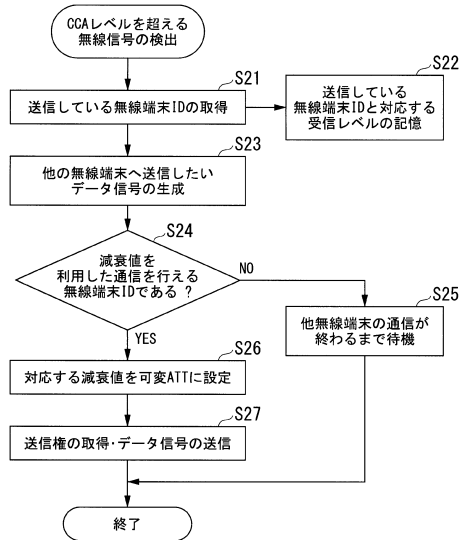 CCAレベルを超える
無線信号の検出
S21
送信している無線端末IDの取得
S22
送信している
無線端末IDと対応する
受信レベルの記憶
S23
他の無線端末へ送信したい
データ信号の生成
S24
減衰値を
利用した通信を行える
無線端末IDである ?
NO
YES
S25
他無線端末の通信が
終わるまで待機
S26
対応する減衰値を可変ATTに設定
S27
送信権の取得・データ信号の送信
終了